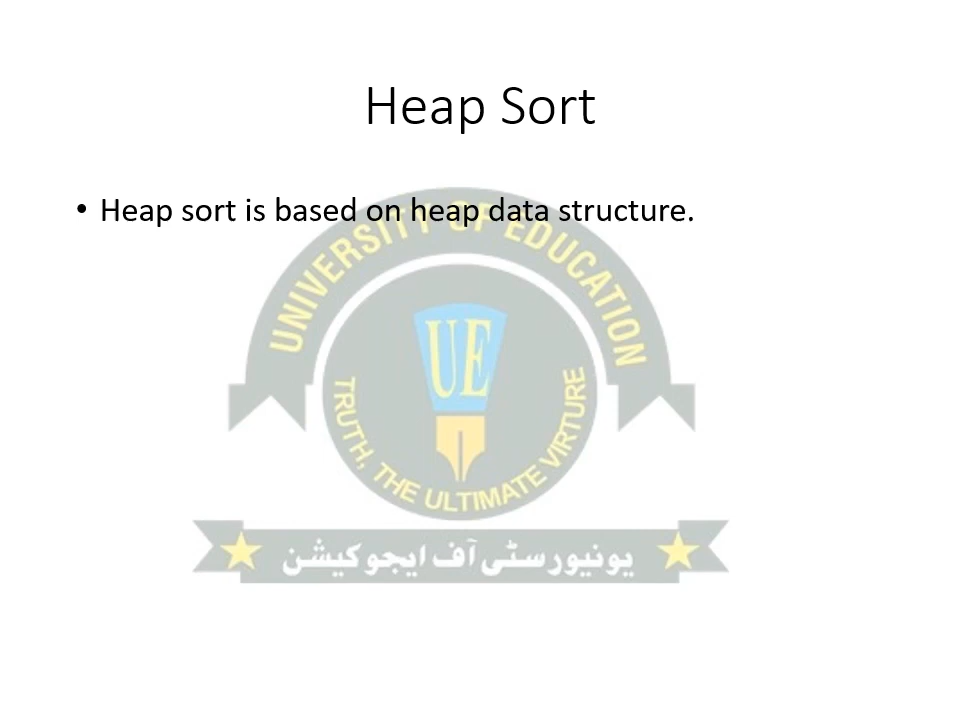 Heap Sort
• Heap sort is based on heap data structure.
UNIVERSITY OF EDUCATION
UE
TRUTH, THE ULTIMATE VIRTURE
یونیورسٹی آف ایجوکیشن